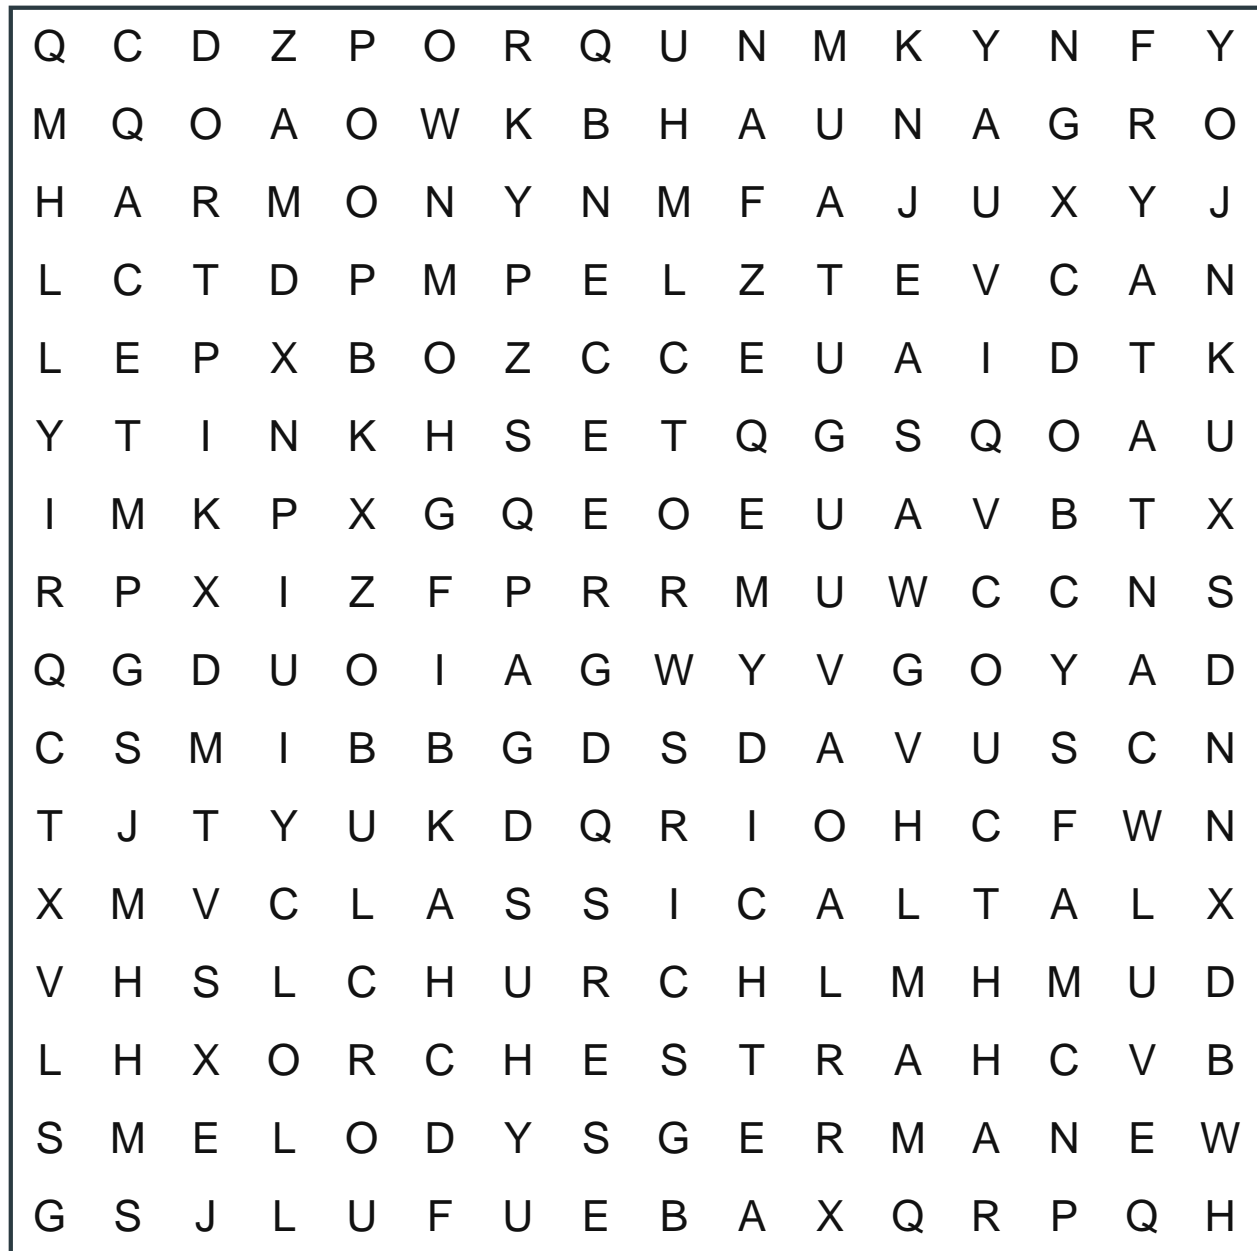 Q C D Z P O R Q U N M K Y N F Y
M Q O A O W K B H A U N A G R O
H A R M O N Y N M F A J U X Y J
L C T D P M P E L Z T E V C A N
L E P X B O Z C C E U A I D T K
Y T I N K H S E T Q G S Q O A U
I M K P X G Q E O E U A V B T X
R P X I Z F P R R M U W C C N S
Q G D U O I A G W Y V G O Y A D
C S M I B B G D S D A V U S C N
T J T Y U K D Q R I O H C F W N
X M V C L A S S I C A L T A L X
V H S L C H U R C H L M H M U D
L H X O R C H E S T R A H C V B
S M E L O D Y S G E R M A N E W
G S J L U F U E B A X Q R P Q H